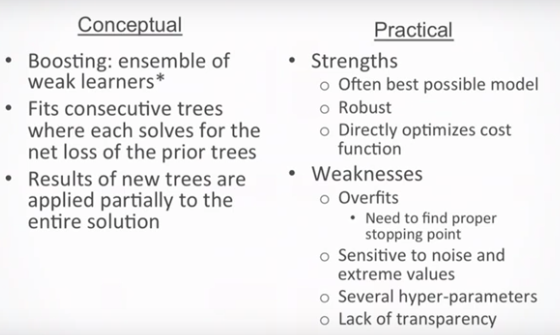 Conceptual
• Boosting: ensemble of
weak learners*
• Fits consecutive trees
where each solves for the
net loss of the prior trees
• Results of new trees are
applied partially to the
entire solution
Practical
• Strengths
o Often best possible model
o Robust
o Directly optimizes cost
function
• Weaknesses
o Overfits
• Need to find proper
stopping point
o Sensitive to noise and
extreme values
o Several hyper-parameters
o Lack of transparency